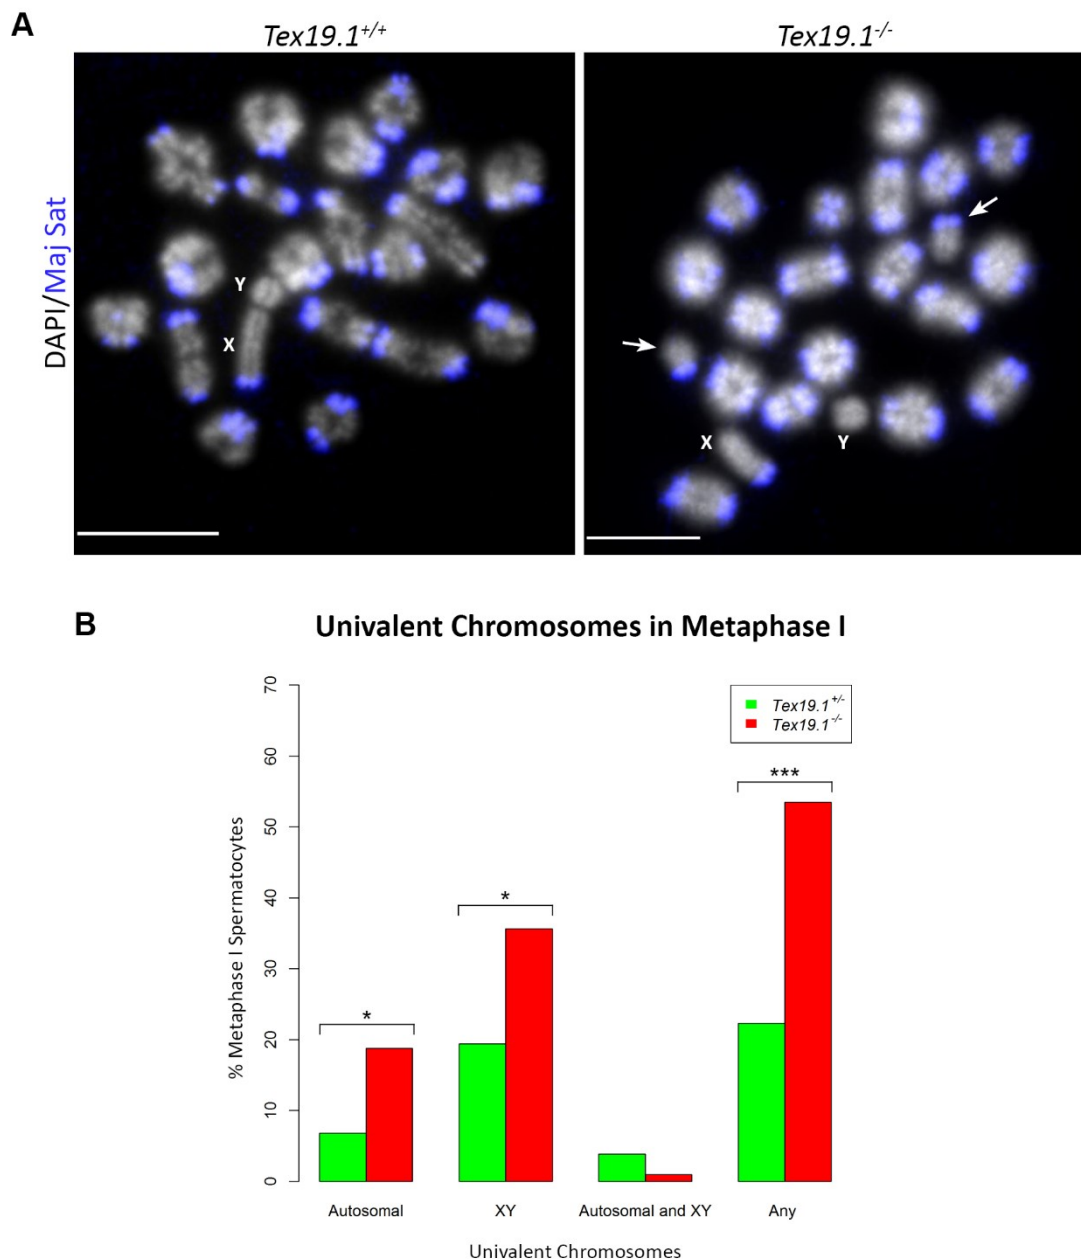 A
Tex19.1+/+
Tex19.1-/-
DAPI/Maj Sat
Y
X
X
Y
B
Univalent Chromosomes in Metaphase I
70
60
50
40
30
20
10
0
% Metaphase I Spermatocytes
Tex19.1+/-
Tex19.1-/-
*
*
***
Autosomal
XY
Autosomal and XY
Any
Univalent Chromosomes